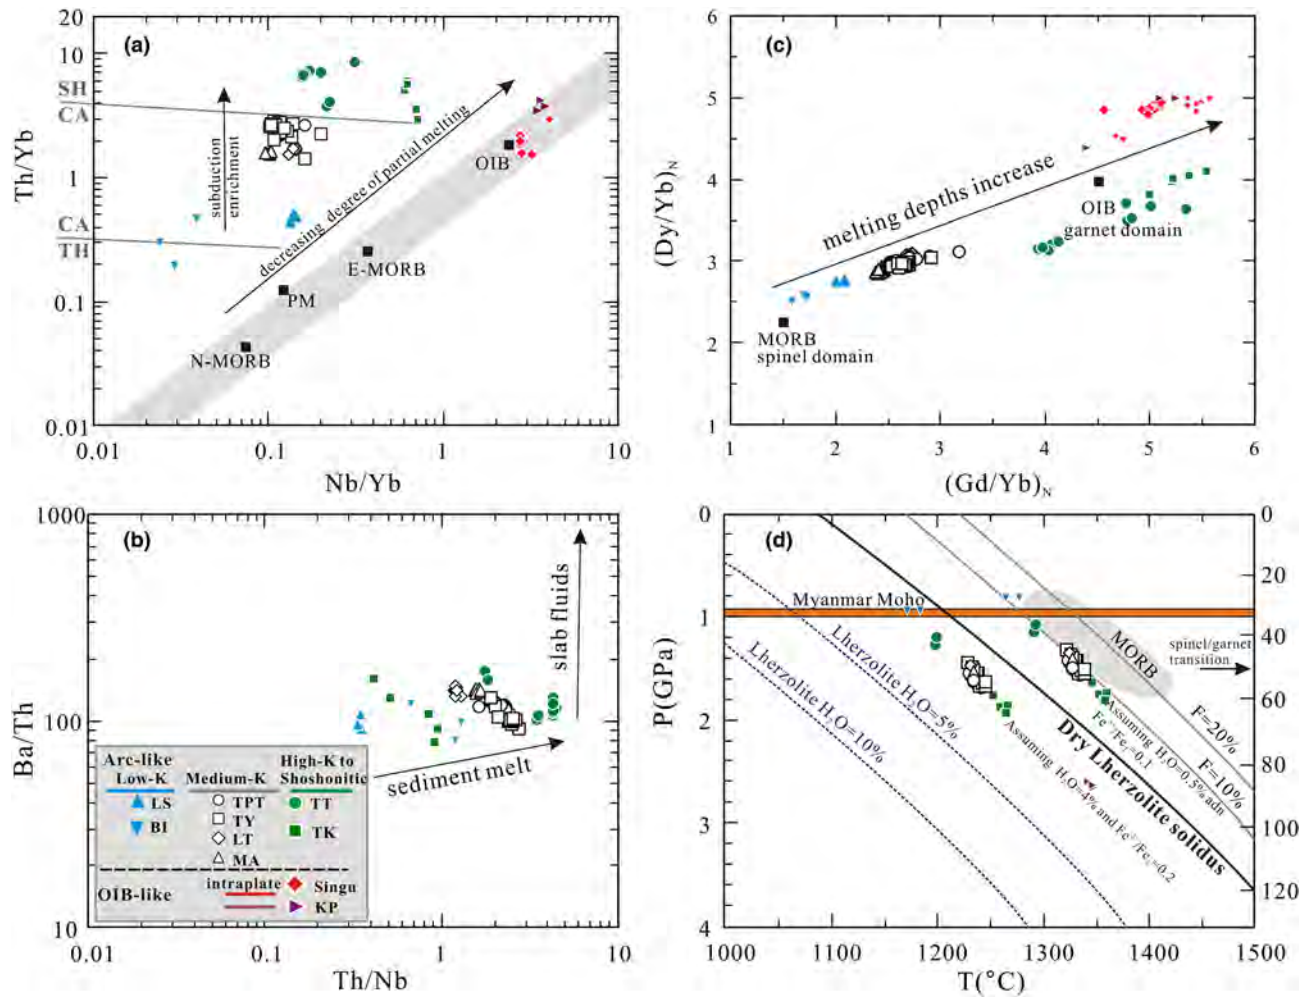 (a)
20
10
1
0.1
0.01
Th/Yb
SH
CA
CA
TH
subduction
enrichment
decreasing degree of partial melting
OIB
E-MORB
PM
N-MORB
0.01
0.1
1
10
Nb/Yb
(c)
6
5
4
3
2
1
(Dy/Yb)N
melting depths increase
OIB
garnet domain
MORB
spinel domain
1
2
3
4
5
6
(Gd/Yb)N
(b)
1000
100
10
Ba/Th
slab fluids
sediment melt
Arc-like
Low-K
Medium-K
High-K to
Shoshonitic
LS
BI
TPT
TY
LT
MA
TT
TK
OIB-like
intraplate
Singu
KP
0.01
0.1
1
10
Th/Nb
(d)
0
1
2
3
4
P(GPa)
Myanmar Moho
MORB
spinel/garnet
transition
Lherzolite H₂O=10%
Lherzolite H₂O=5%
Dry Lherzolite solidus
F=20%
F=10%
Assuming H₂O=0.5% adn
Assuming H₂O=4% and
0
20
40
60
80
100
120
1000
1200
1300
1400
1500
T(°C)